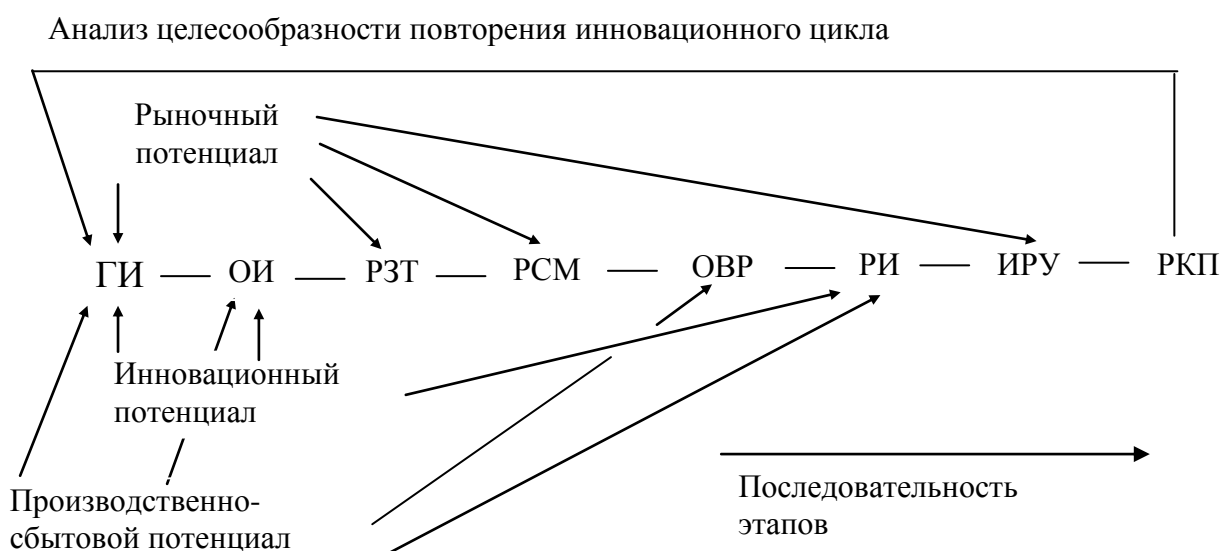 Анализ целесообразности повторения инновационного цикла
Рыночный
потенциал
ГИ ОИ РЗТ РСМ ОВР РИ ИРУ РКП
Инновационный
потенциал
Последовательность
этапов
Производственно-
сбытовой потенциал